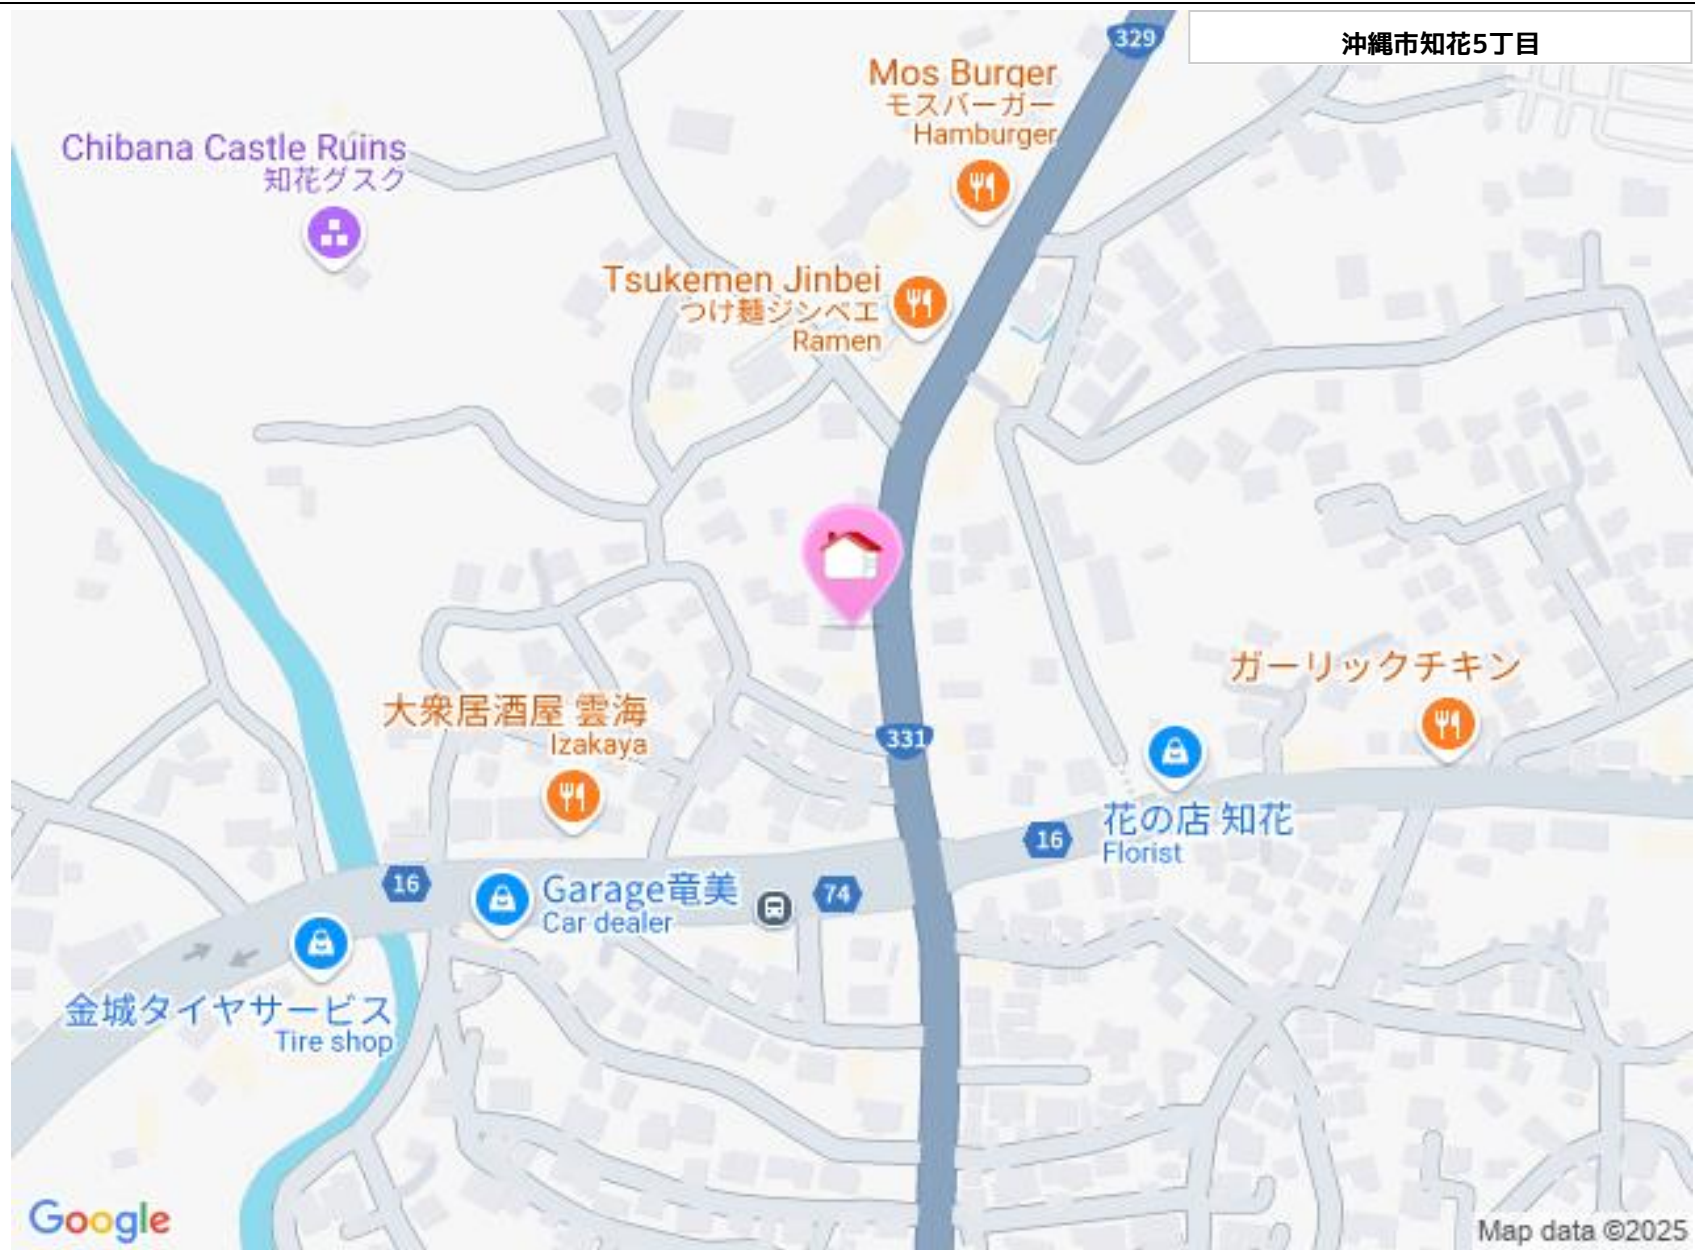 沖縄市知花5丁目
329
Mos Burger
モスバーガー
Hamburger
Chibana Castle Ruins
知花グスク
Tsukemen Jinbei
つけ麺ジンベエ
Ramen
ガーリックチキン
大衆居酒屋 雲海
Izakaya
331
花の店 知花
Florist
16
16
Garage竜美
Car dealer
74
金城タイヤサービス
Tire shop
Google
Map data ©2025